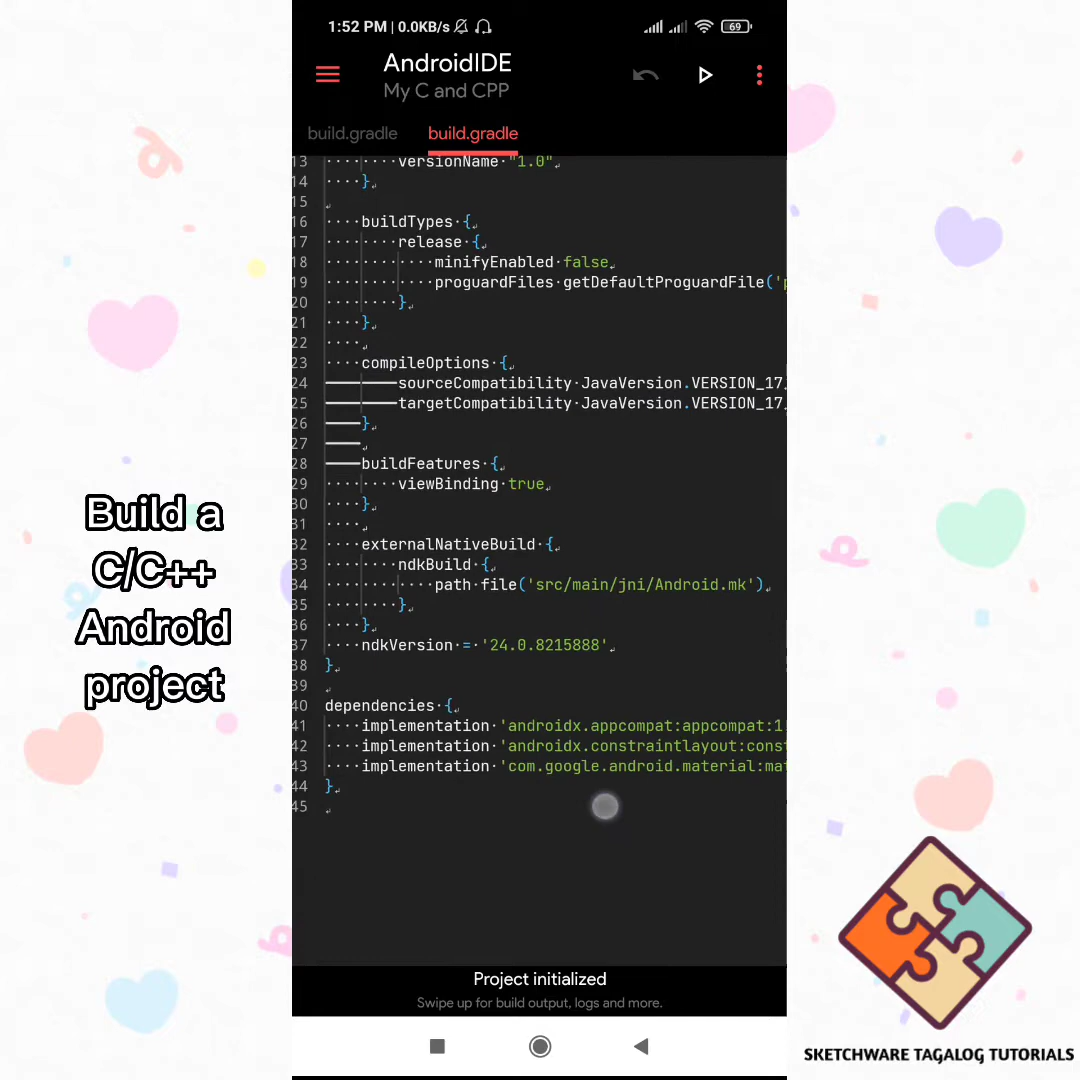 1:52 PM | 0.0KB/s
69
AndroidIDE
My C and CPP
build.gradle
build.gradle
13 versionName "1.0"
14 }
15
16 buildTypes {
17 release {
18 minifyEnabled false
19 proguardFiles getDefaultProguardFile('p
20 }
21 }
22
23 compileOptions {
24 sourceCompatibility JavaVersion.VERSION_17
25 targetCompatibility JavaVersion.VERSION_17
26 }
27
28 buildFeatures {
29 viewBinding true
30 }
31
32 externalNativeBuild {
33 ndkBuild {
34 path file('src/main/jni/Android.mk')
35 }
36 }
37 ndkVersion = '24.0.8215888'
38 }
39
40 dependencies {
41 implementation 'androidx.appcompat:appcompat:1
42 implementation 'androidx.constraintlayout:const
43 implementation 'com.google.android.material:mat
44 }
45
Project initialized
Swipe up for build output, logs and more.
Build a
C/C++
Android
project
SKETCHWARE TAGALOG TUTORIALS